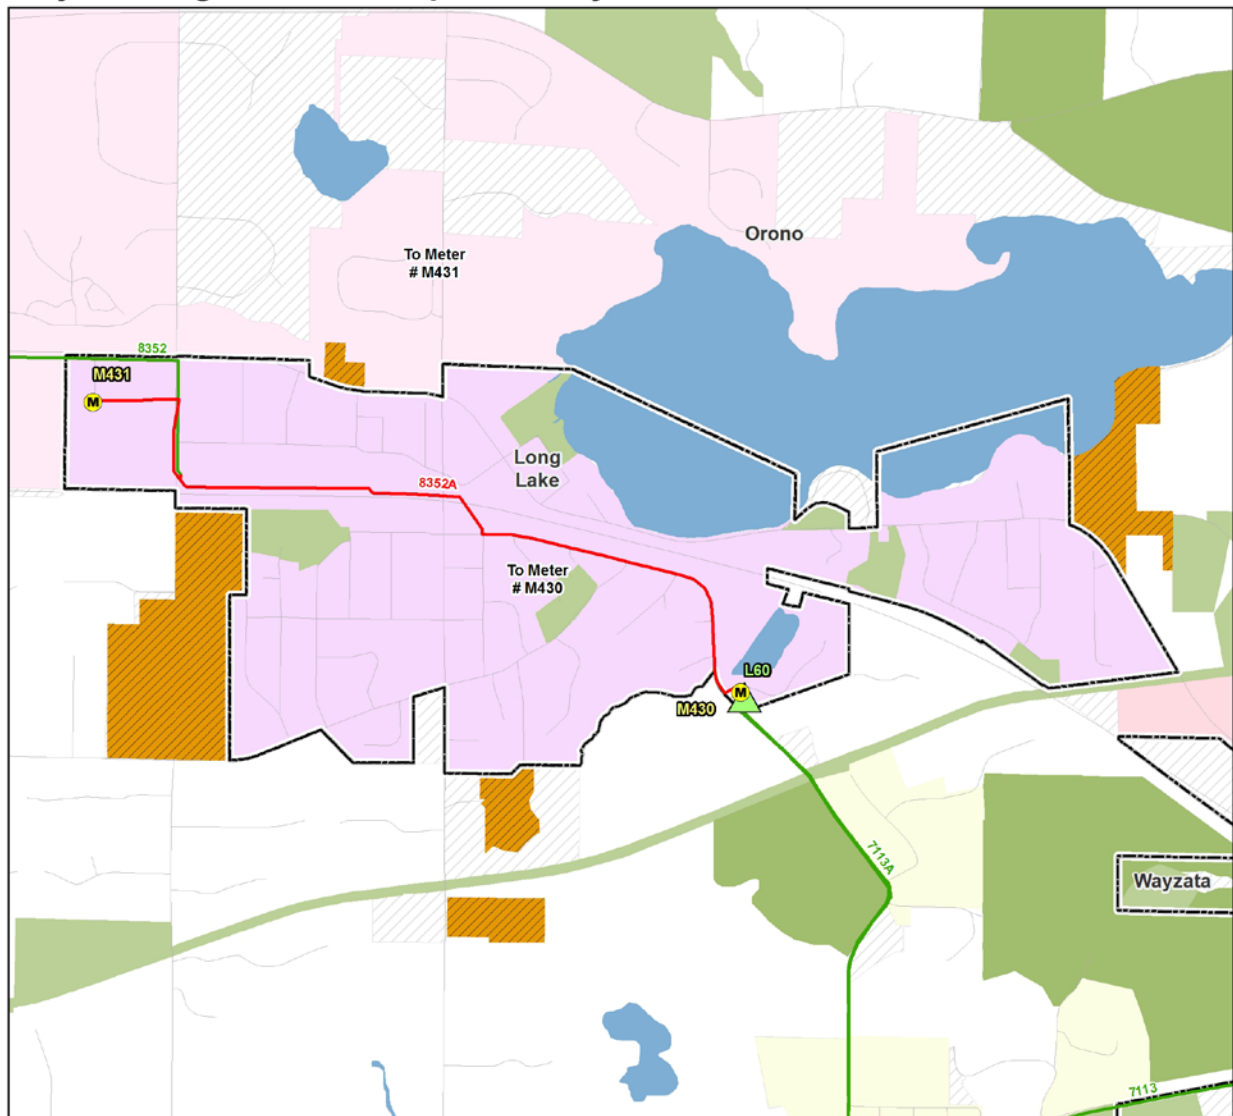 Orono
To Meter
# M431
8352
M431
M
Long
Lake
8352A
To Meter
# M430
L60
M
M430
7113A
Wayzata
7113